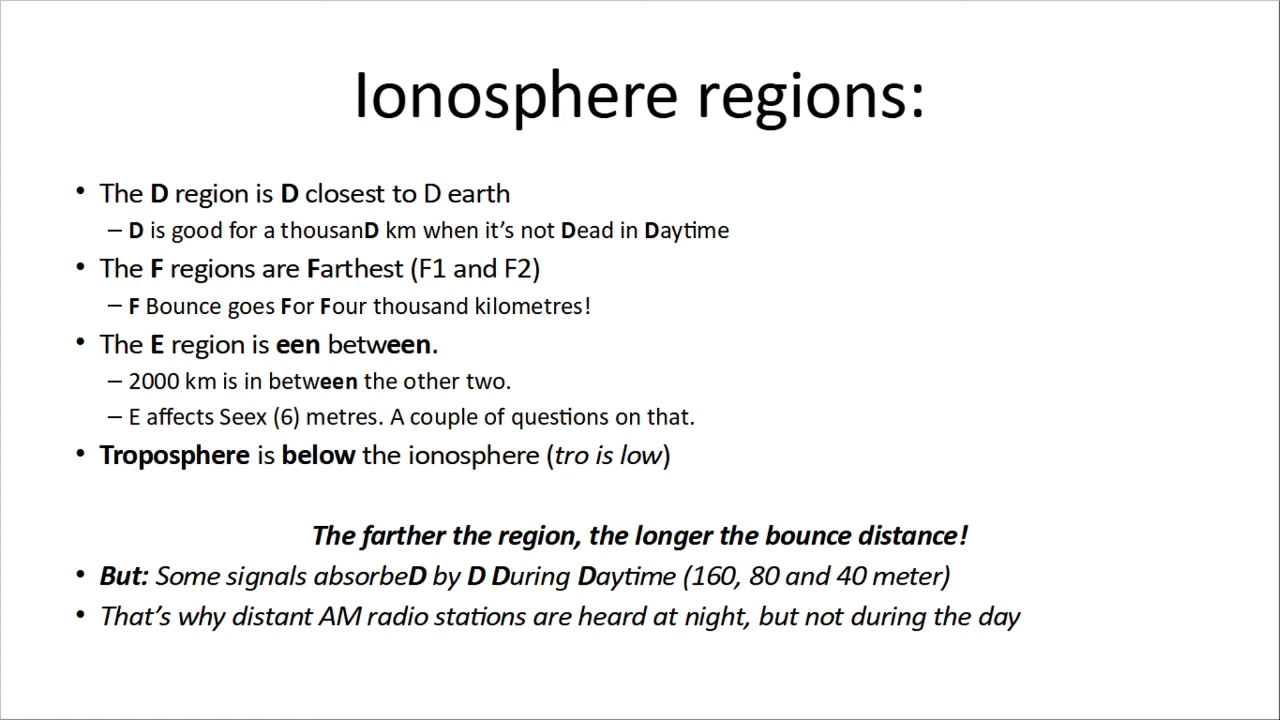 Ionosphere regions:
• The D region is D closest to D earth
– D is good for a thousanD km when it’s not Dead in Daytime
• The F regions are Farthest (F1 and F2)
– F Bounce goes For Four thousand kilometres!
• The E region is een between.
– 2000 km is in between the other two.
– E affects Seex (6) metres. A couple of questions on that.
• Troposphere is below the ionosphere (tro is low)
The farther the region, the longer the bounce distance!
• But: Some signals absorbeD by D During Daytime (160, 80 and 40 meter)
• That’s why distant AM radio stations are heard at night, but not during the day